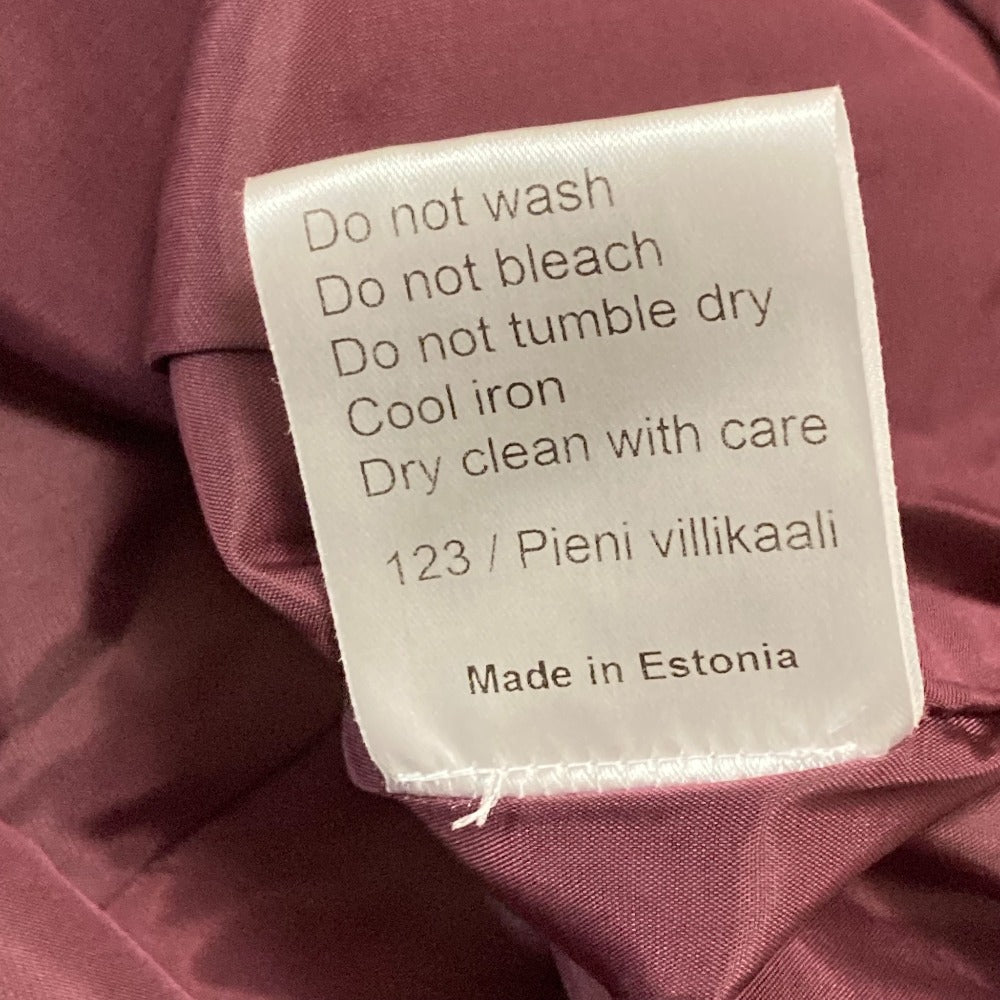 Do not wash
Do not bleach
Do not tumble dry
Cool iron
Dry clean with care
123 / Pieni villikaali
Made in Estonia